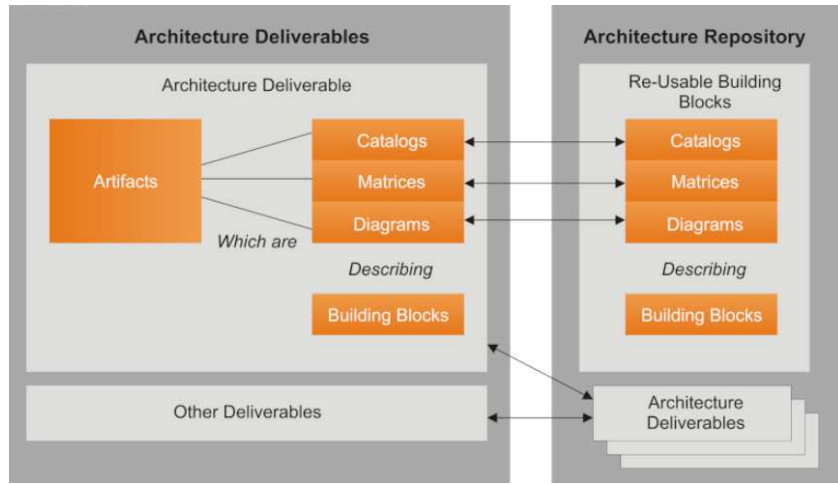 Architecture Deliverables
Architecture Deliverable
Artifacts
Catalogs
Matrices
Diagrams
Which are
Describing
Building Blocks
Other Deliverables
Architecture Repository
Re-Usable Building
Blocks
Catalogs
Matrices
Diagrams
Describing
Building Blocks
Architecture
Deliverables